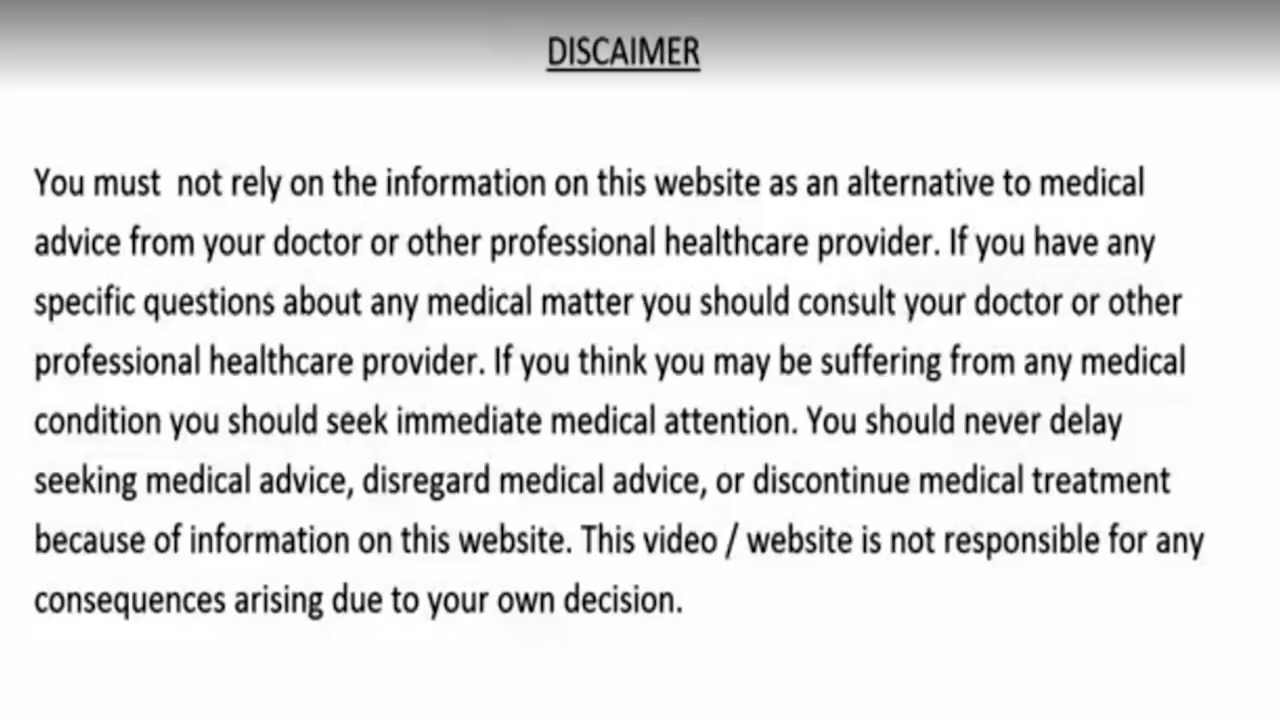 DISCAIMER
You must  not rely on the information on this website as an alternative to medical
advice from your doctor or other professional healthcare provider. If you have any
specific questions about any medical matter you should consult your doctor or other
professional healthcare provider. If you think you may be suffering from any medical
condition you should seek immediate medical attention. You should never delay
seeking medical advice, disregard medical advice, or discontinue medical treatment
because of information on this website. This video / website is not responsible for any
consequences arising due to your own decision.